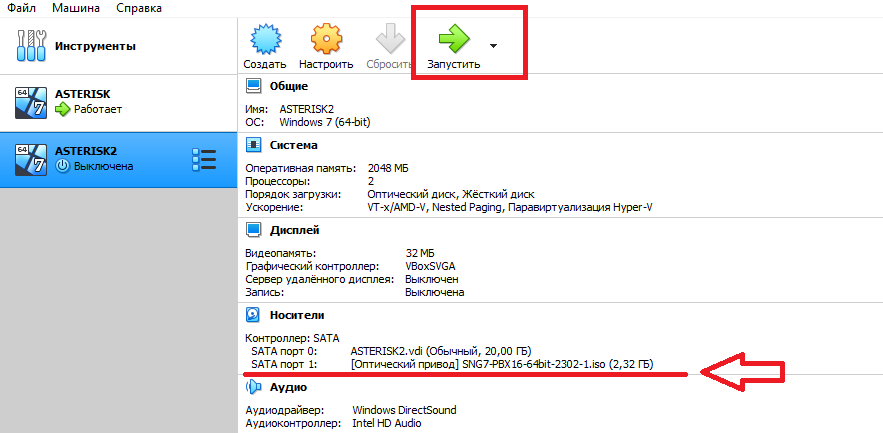 Файл Машина Справка
Инструменты
Создать Настроить Сбросить Запустить
64 7 ASTERISK
Работает
64 7 ASTERISK2
Выключена
Общие
Имя: ASTERISK2
ОС: Windows 7 (64-bit)
Система
Оперативная память: 2048 МБ
Процессоры: 2
Порядок загрузки: Оптический диск, Жёсткий диск
Ускорение: VT-x/AMD-V, Nested Paging, Паравиртуализация Hyper-V
Дисплей
Видеопамять: 32 МБ
Графический контроллер: VBoxSVGA
Сервер удалённого дисплея: Выключен
Запись: Выключена
Носители
Контроллер: SATA
SATA порт 0: ASTERISK2.vdi (Обычный, 20,00 ГБ)
SATA порт 1: [Оптический привод] SNG7-PBX16-64bit-2302-1.iso (2,32 ГБ)
Аудио
Аудиодрайвер: Windows DirectSound
Аудиоконтроллер: Intel HD Audio